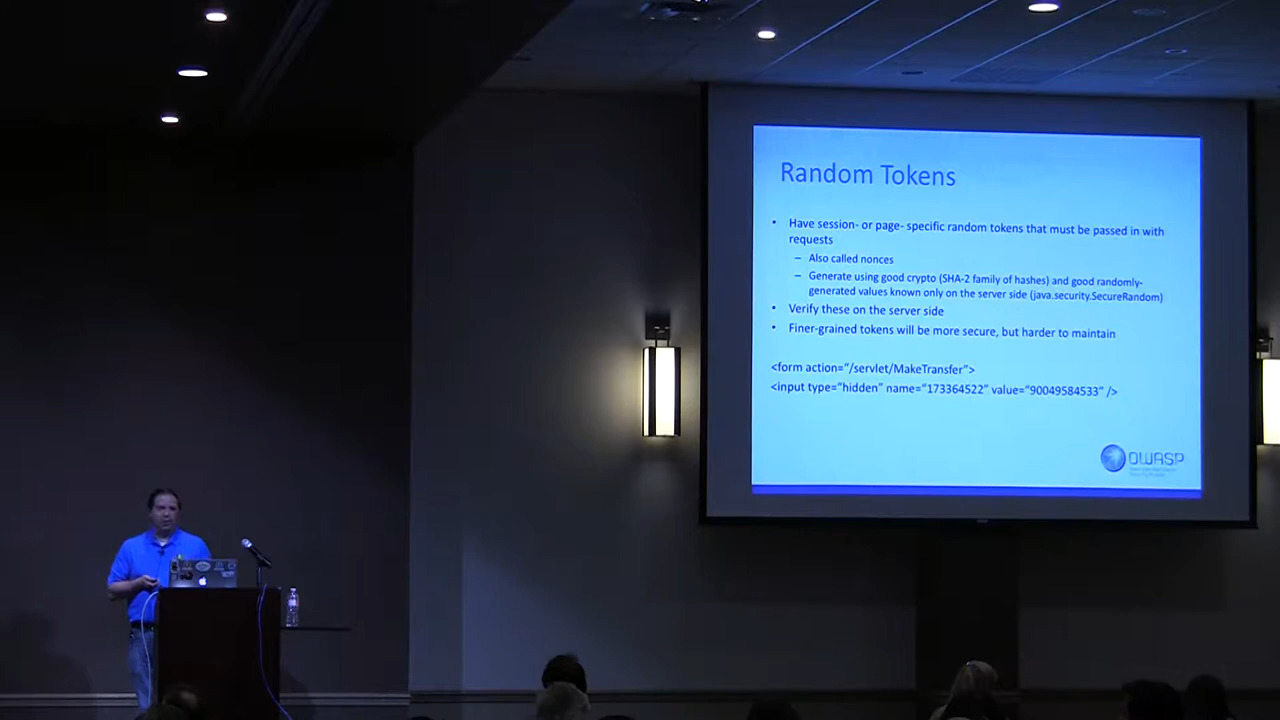 Random Tokens
• Have session- or page- specific random tokens that must be passed in with
requests
– Also called nonces
– Generate using good crypto (SHA-2 family of hashes) and good randomly-
generated values known only on the server side (java.security.SecureRandom)
• Verify these on the server side
• Finer-grained tokens will be more secure, but harder to maintain
<form action=“/servlet/MakeTransfer”>
<input type=“hidden” name=“173364522” value=“90049584533” />
OWASP